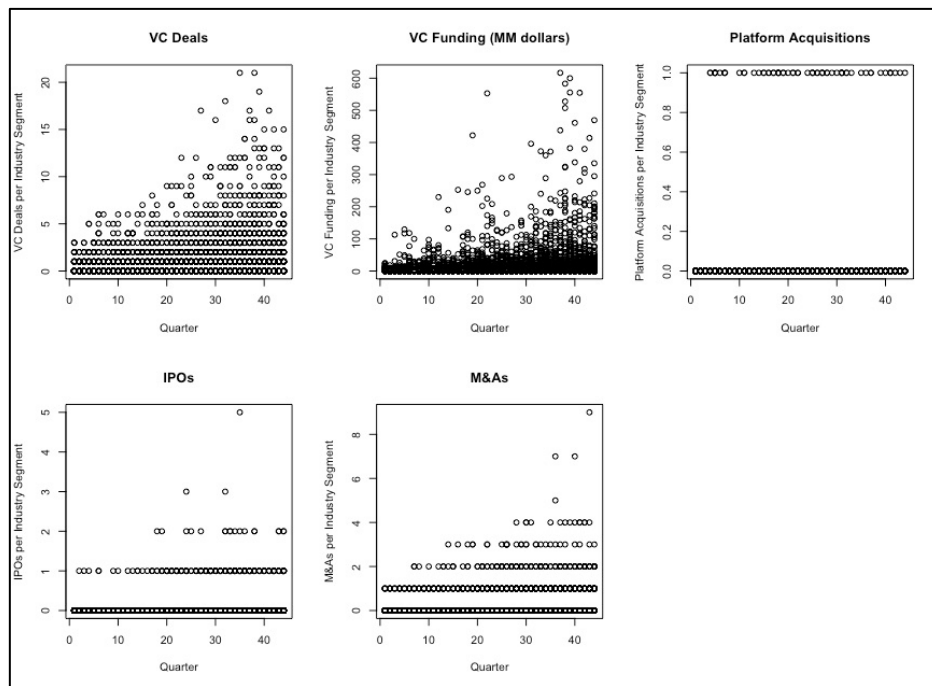 VC Deals
VC Deals per Industry Segment
20
15
10
5
0
0 10 20 30 40
Quarter
VC Funding (MM dollars)
VC Funding per Industry Segment
600
500
400
300
200
100
0
0 10 20 30 40
Quarter
Platform Acquisitions
Platform Acquisitions per Industry Segment
1.0
0.8
0.6
0.4
0.2
0.0
0 10 20 30 40
Quarter
IPOs
IPOs per Industry Segment
5
4
3
2
1
0
0 10 20 30 40
Quarter
M&As
M&As per Industry Segment
8
6
4
2
0
0 10 20 30 40
Quarter